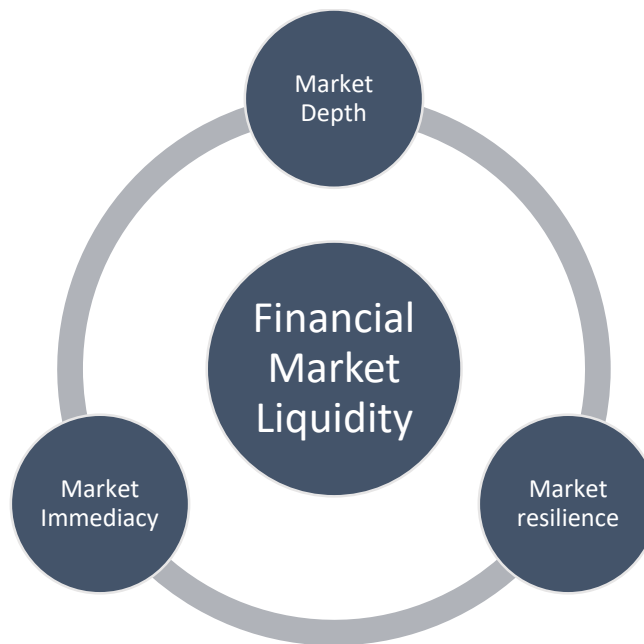 Market
Depth
Financial
Market
Liquidity
Market
Immediacy
Market
resilience